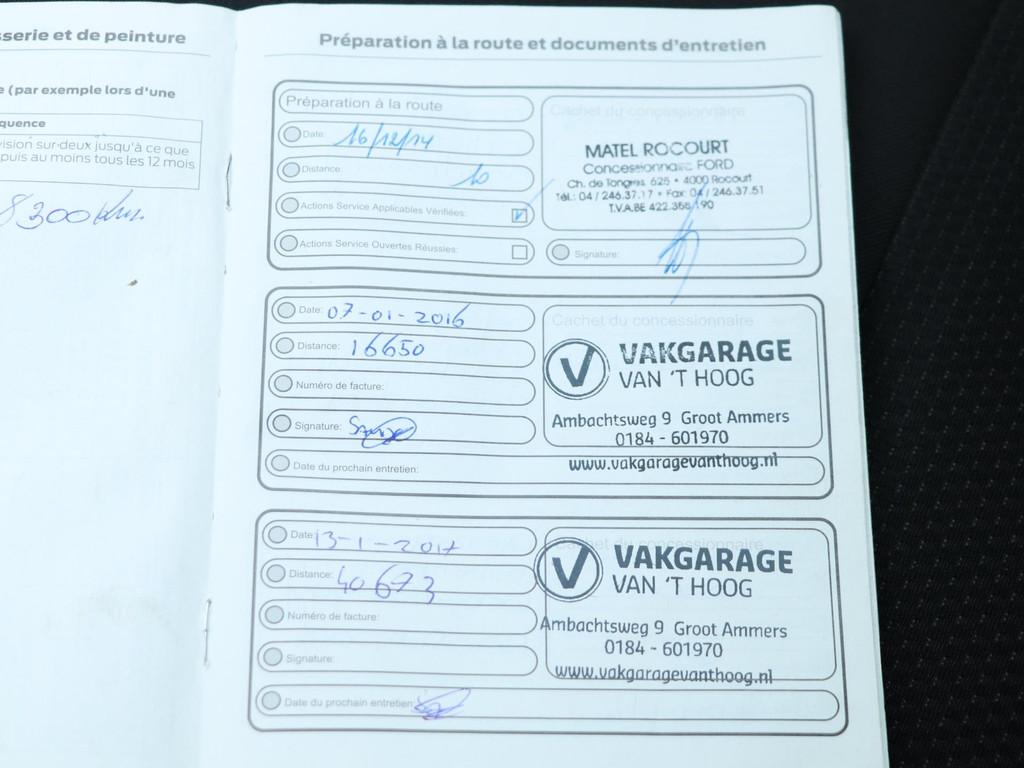 sserie et de peinture
e (par exemple lors d'une
quence
vision sur-deux jusqu'à ce que
puis au moins tous les 12 mois
8300 Km.
Préparation à la route et documents d'entretien
Préparation à la route
Date: 16/12/14
Distance: 10
Actions Service Applicables Vérifiées:
Actions Service Ouvertes Réussies:
Cachet du concessionnaire
MATEL ROCOURT
Concessionnaire FORD
Ch. de Tongres, 626 • 4000 Rocourt
Tél.: 04 / 246.37.17 • Fax: 04 / 246.37.51
T.V.A. BE 422.366.190
Signature:
Date: 07-01-2016
Distance: 16650
Numéro de facture:
Signature:
Date du prochain entretien:
Cachet du concessionnaire
VAKGARAGE
VAN 'T HOOG
Ambachtsweg 9 Groot Ammers
0184 - 601970
www.vakgaragevanthoog.nl
Date: 13-1-2017
Distance: 40673
Numéro de facture:
Signature:
Date du prochain entretien:
Cachet du concessionnaire
VAKGARAGE
VAN 'T HOOG
Ambachtsweg 9 Groot Ammers
0184 - 601970
www.vakgaragevanthoog.nl